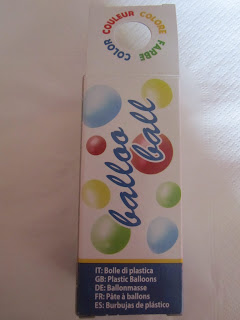 COLOR COULEUR COLORE FARBE
balloo
ball
IT: Bolle di plastica
GB: Plastic Balloons
DE: Ballonmasse
FR: Pâte à ballons
ES: Burbujas de plástico